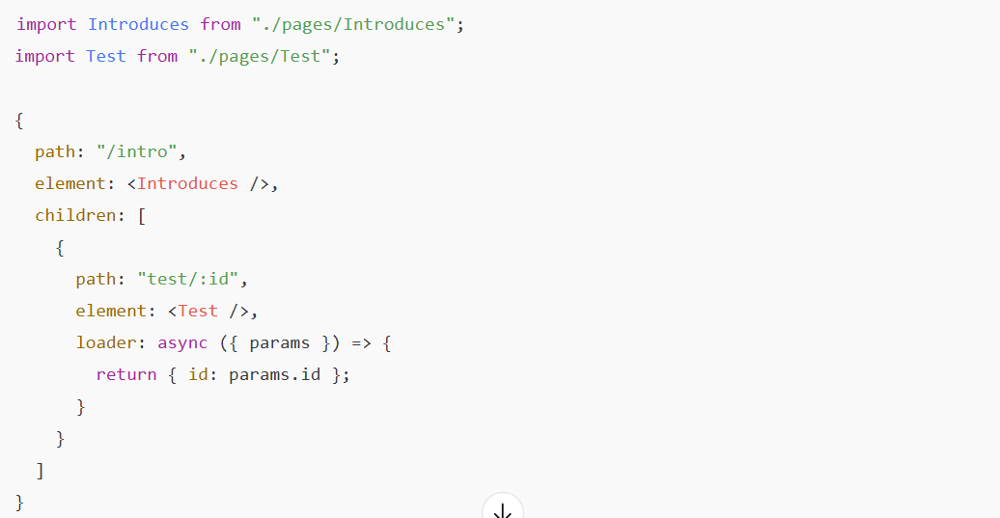 import Introduces from "./pages/Introduces";
import Test from "./pages/Test";
{
path: "/intro",
element: <Introduces />,
children: [
{
path: "test/:id",
element: <Test />,
loader: async ({ params }) => {
return { id: params.id };
}
}
]
}